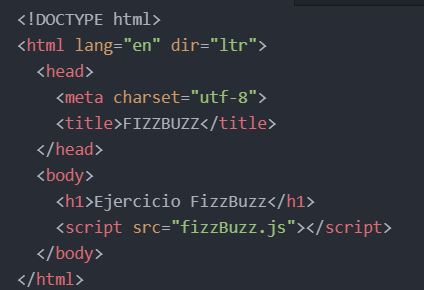 <!DOCTYPE html>
<html lang="en" dir="ltr">
  <head>
    <meta charset="utf-8">
    <title>FIZZBUZZ</title>
  </head>
  <body>
    <h1>Ejercicio FizzBuzz</h1>
    <script src="fizzBuzz.js"></script>
  </body>
</html>